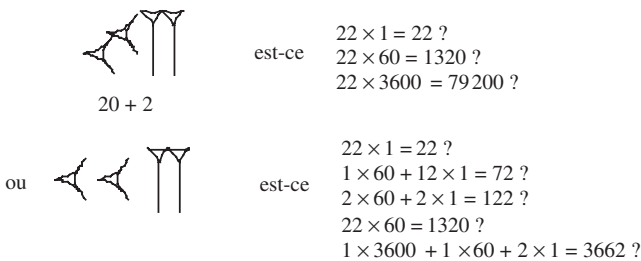 22 × 1 = 22 ?
est-ce 22 × 60 = 1320 ?
22 × 3600 = 79200 ?
20 + 2
22 × 1 = 22 ?
1 × 60 + 12 × 1 = 72 ?
ou est-ce 2 × 60 + 2 × 1 = 122 ?
22 × 60 = 1320 ?
1 × 3600 + 1 × 60 + 2 × 1 = 3662 ?